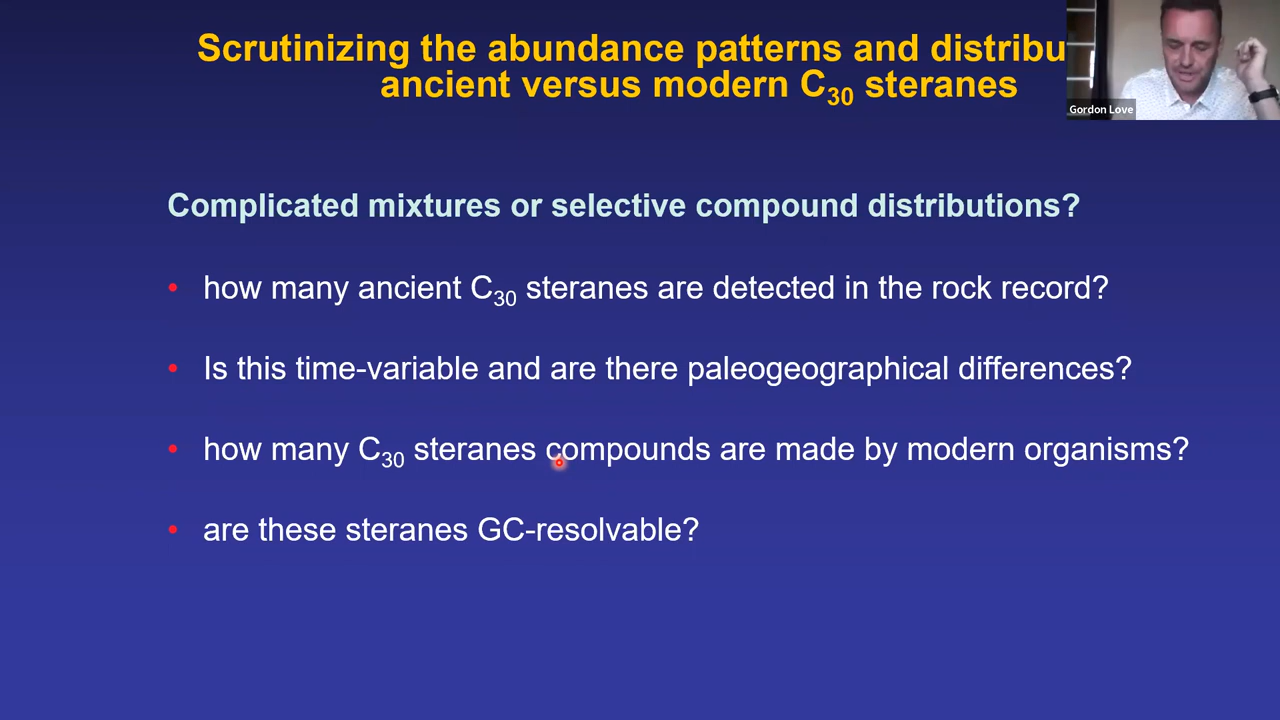 Scrutinizing the abundance patterns and distribu
ancient versus modern C30 steranes
Gordon Love
Complicated mixtures or selective compound distributions?
• how many ancient C30 steranes are detected in the rock record?
• Is this time-variable and are there paleogeographical differences?
• how many C30 steranes compounds are made by modern organisms?
• are these steranes GC-resolvable?